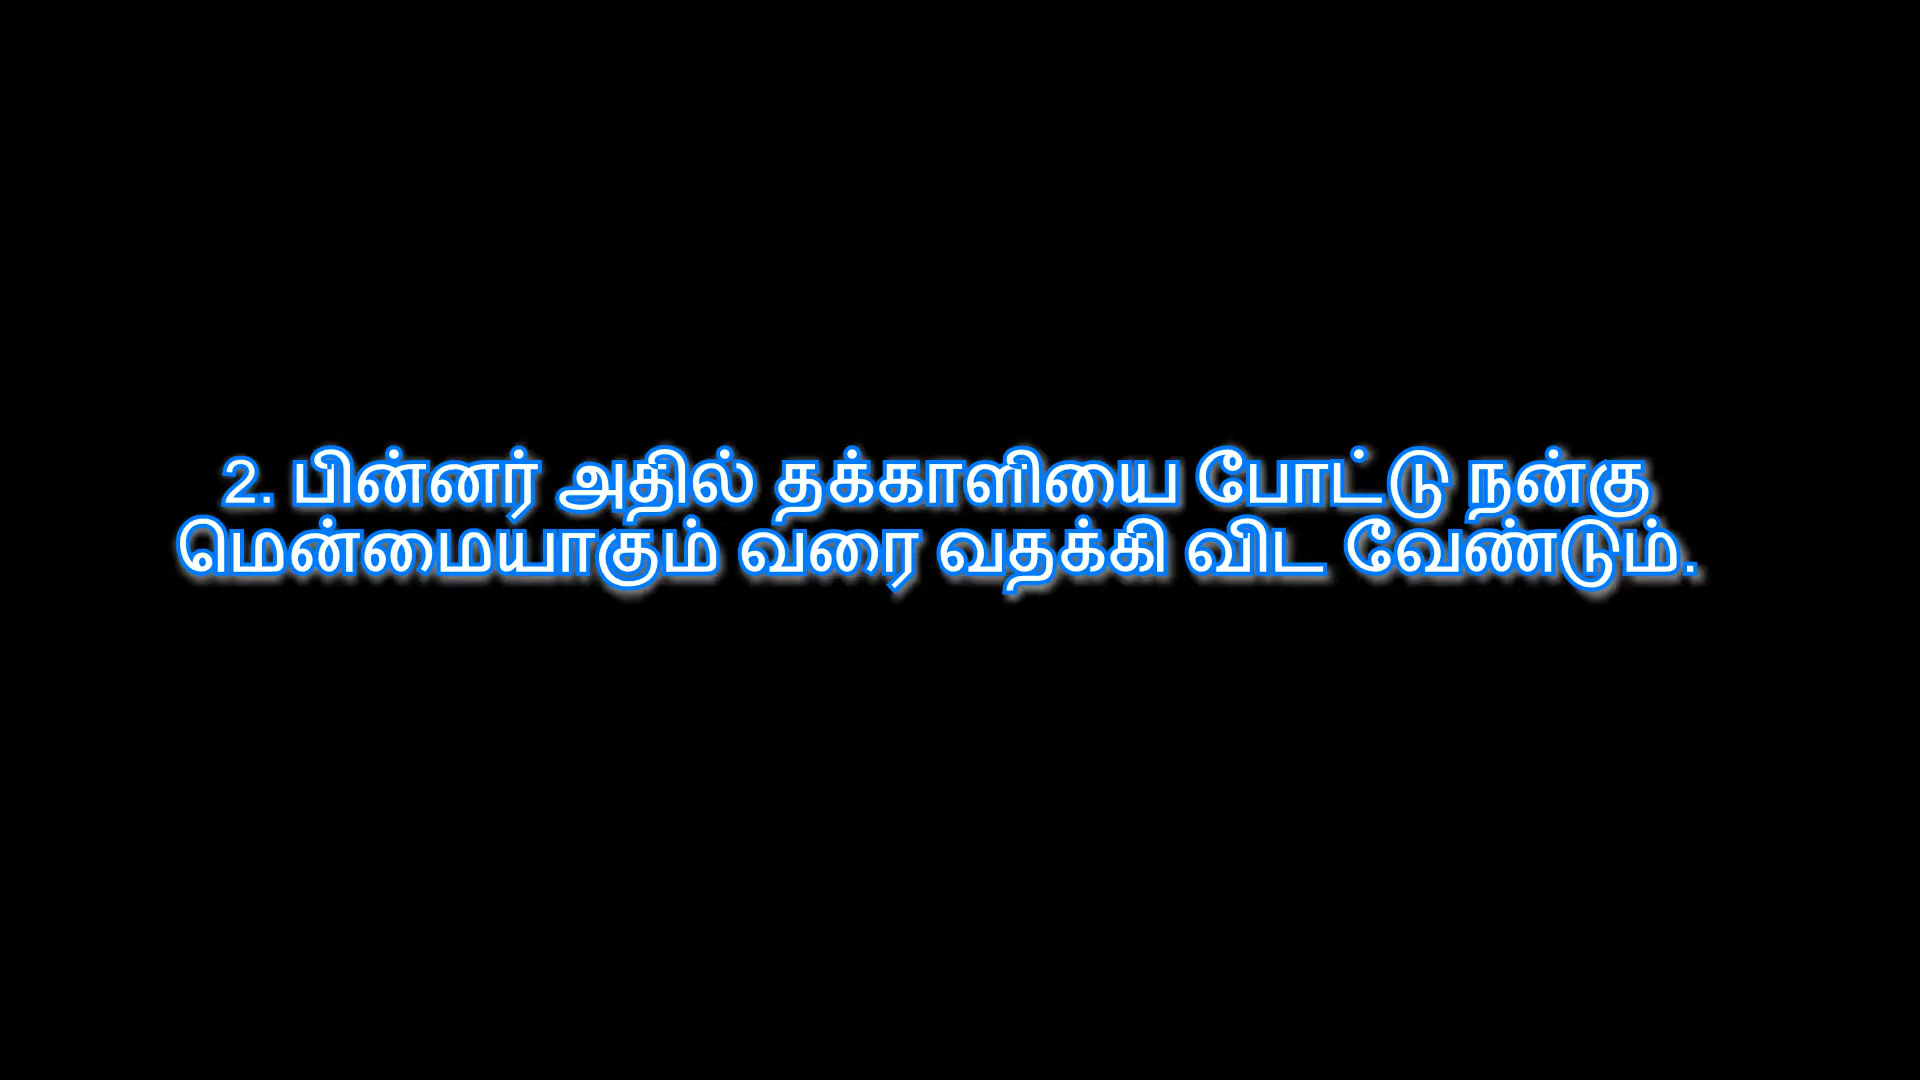 2. பின்னர் அதில் தக்காளியை போட்டு நன்கு
மென்மையாகும் வரை வதக்கி விட வேண்டும்.